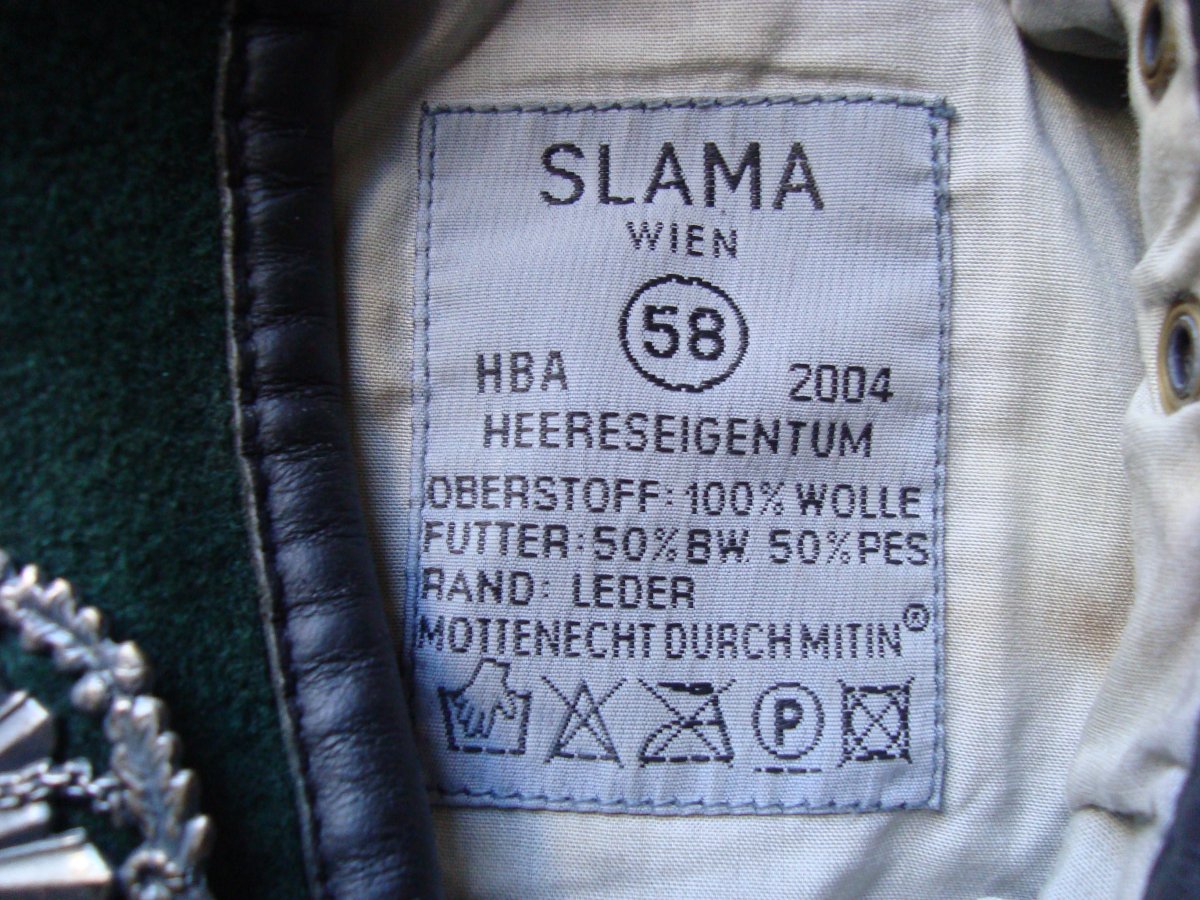 SLAMA
WIEN
58
HBA 2004
HEERESEIGENTUM
OBERSTOFF: 100% WOLLE
FUTTER: 50% BW. 50% PES
RAND: LEDER
MOTTENECHT DURCH MITIN®
P